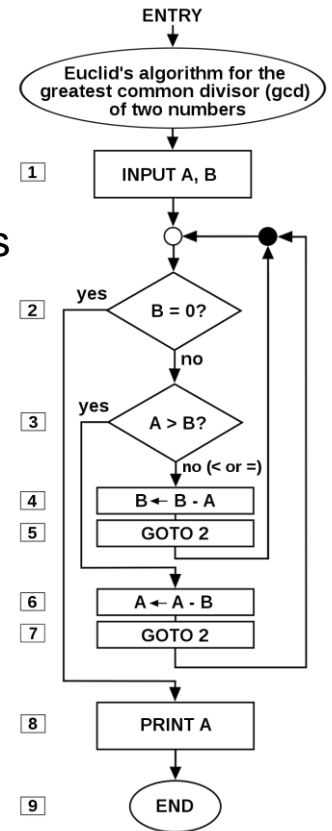 ENTRY
Euclid's algorithm for the
greatest common divisor (gcd)
of two numbers
1
INPUT A, B
s
2
yes
B = 0?
no
3
yes
A > B?
no (< or =)
4
B ← B - A
5
GOTO 2
6
A ← A - B
7
GOTO 2
8
PRINT A
9
END